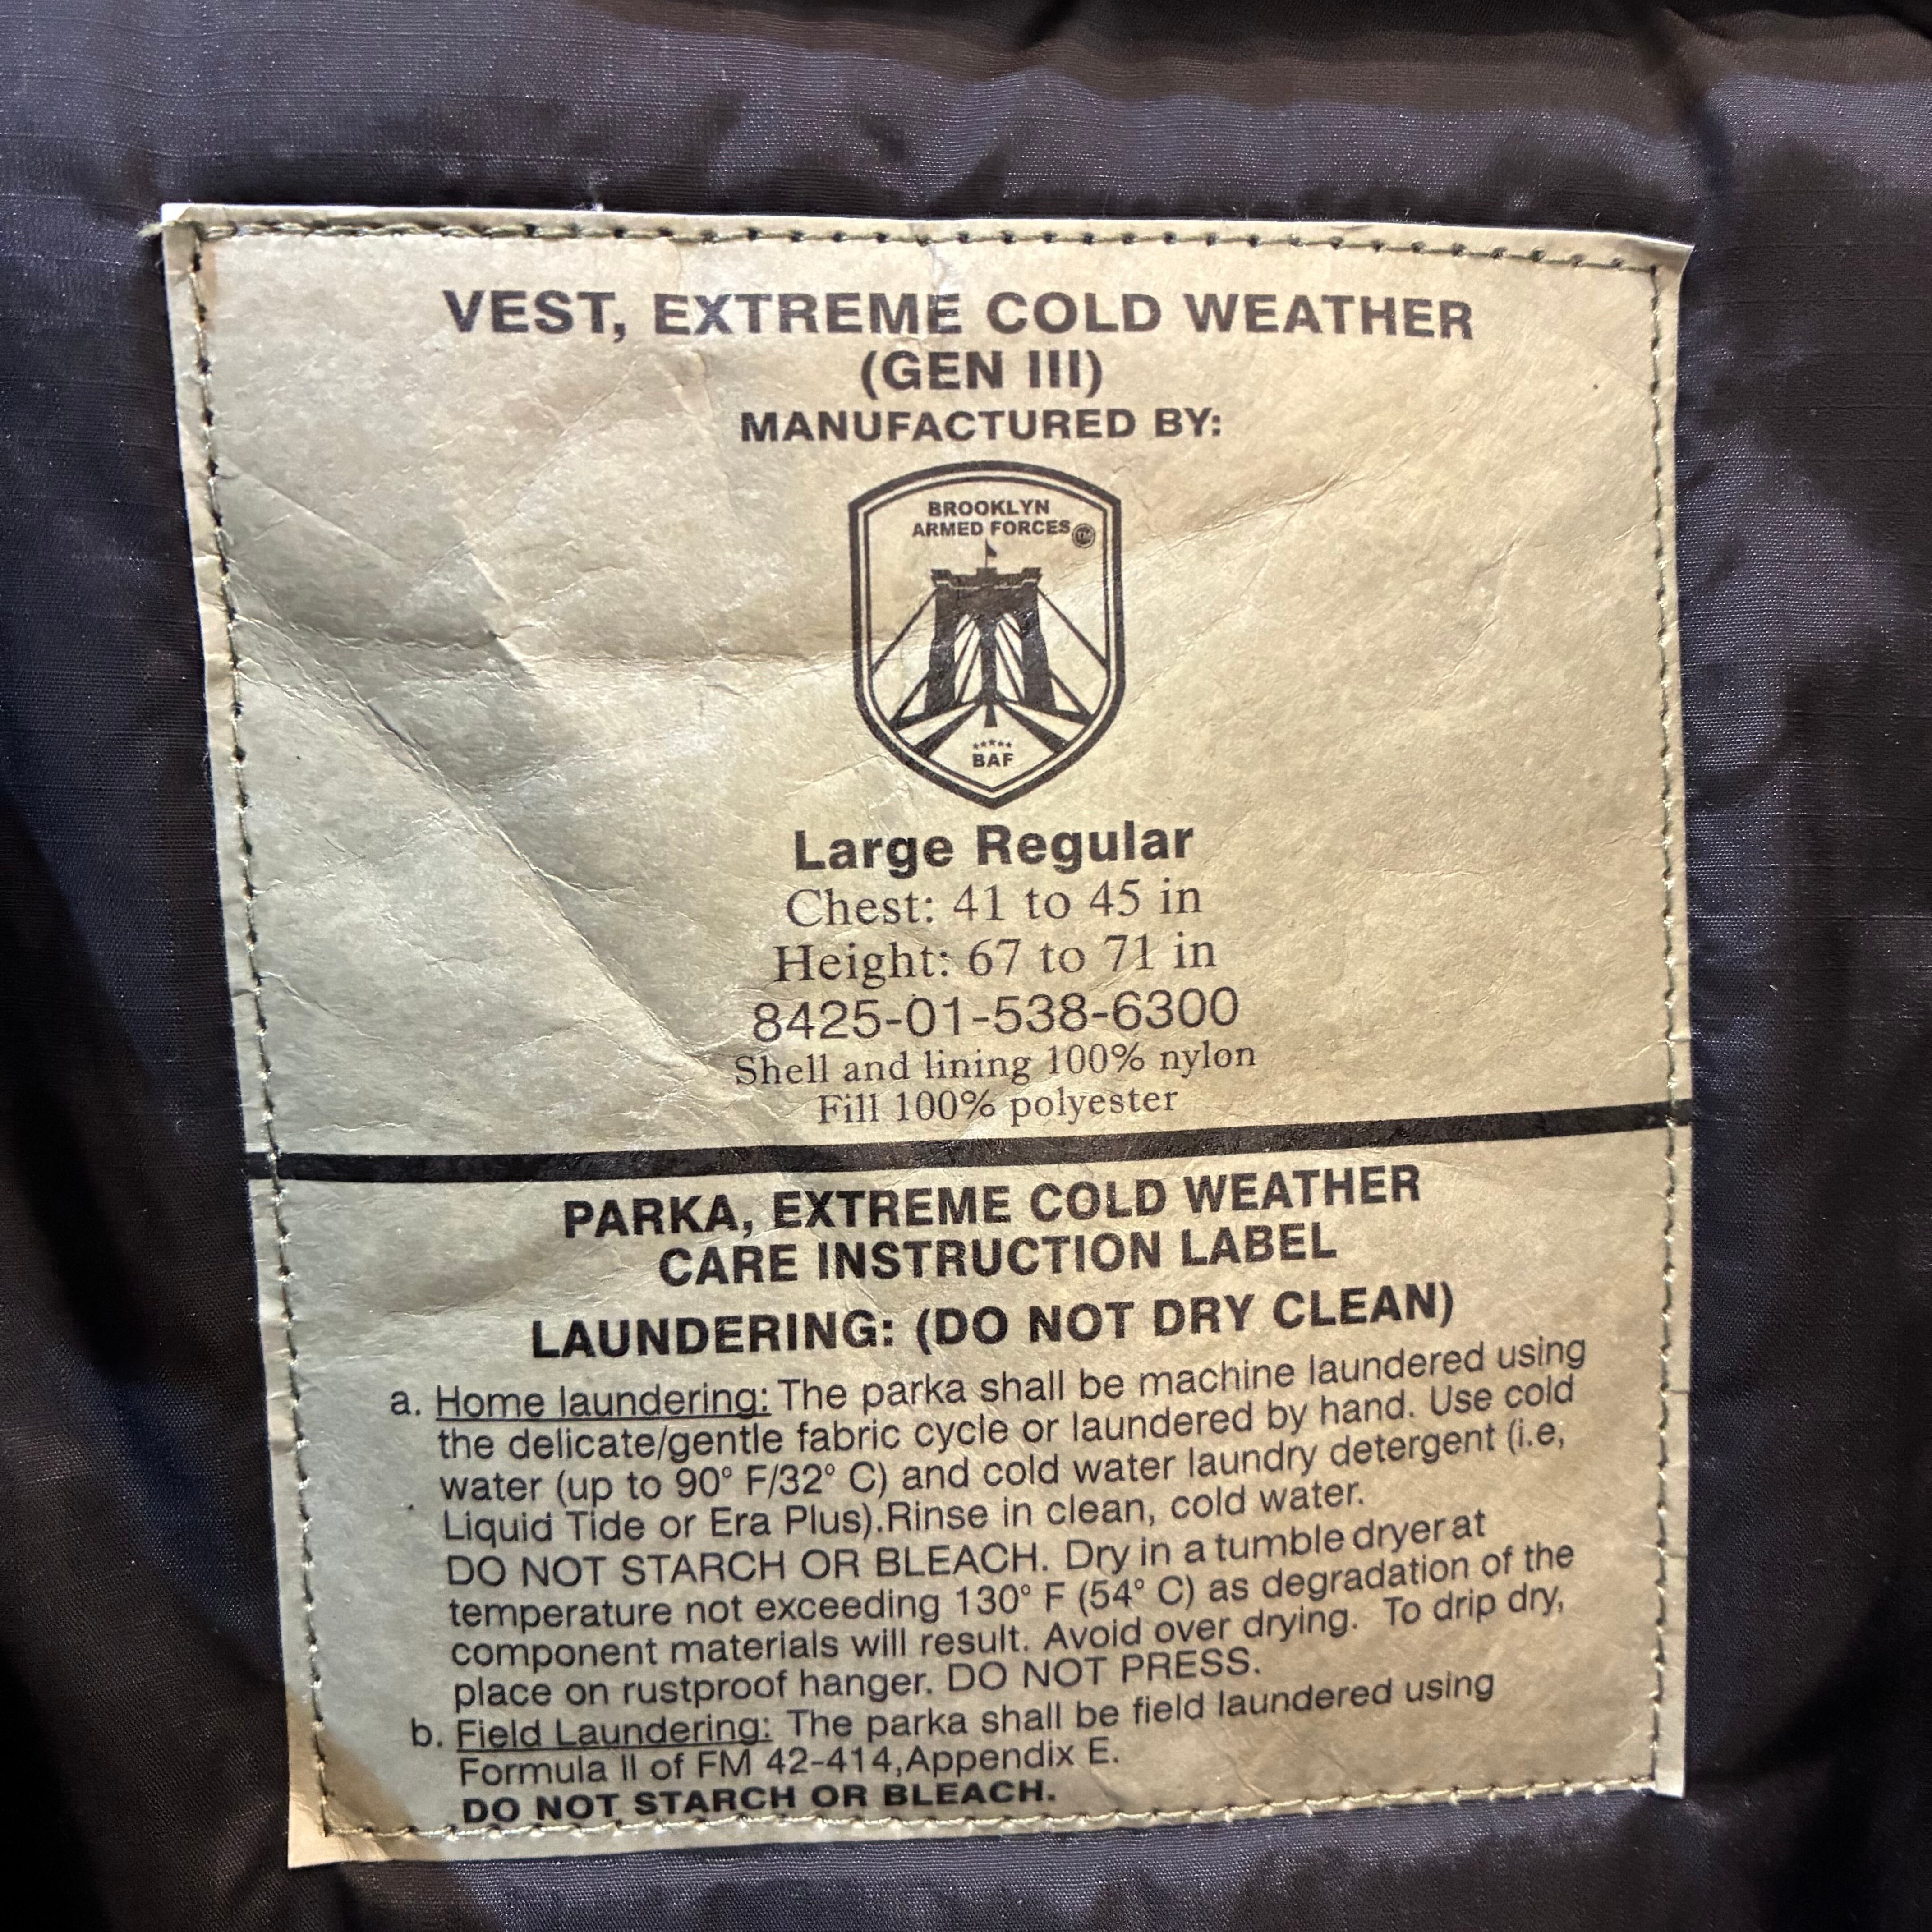 VEST, EXTREME COLD WEATHER
(GEN III)
MANUFACTURED BY:
BROOKLYN
ARMED FORCES TM
BAF
Large Regular
Chest: 41 to 45 in
Height: 67 to 71 in
8425-01-538-6300
Shell and lining 100% nylon
Fill 100% polyester
PARKA, EXTREME COLD WEATHER
CARE INSTRUCTION LABEL
LAUNDERING: (DO NOT DRY CLEAN)
a. Home laundering: The parka shall be machine laundered using
the delicate/gentle fabric cycle or laundered by hand. Use cold
water (up to 90° F/32° C) and cold water laundry detergent (i.e,
Liquid Tide or Era Plus).Rinse in clean, cold water.
DO NOT STARCH OR BLEACH. Dry in a tumble dryer at
temperature not exceeding 130° F (54° C) as degradation of the
component materials will result. Avoid over drying. To drip dry,
place on rustproof hanger. DO NOT PRESS.
b. Field Laundering: The parka shall be field laundered using
Formula II of FM 42-414,Appendix E.
DO NOT STARCH OR BLEACH.